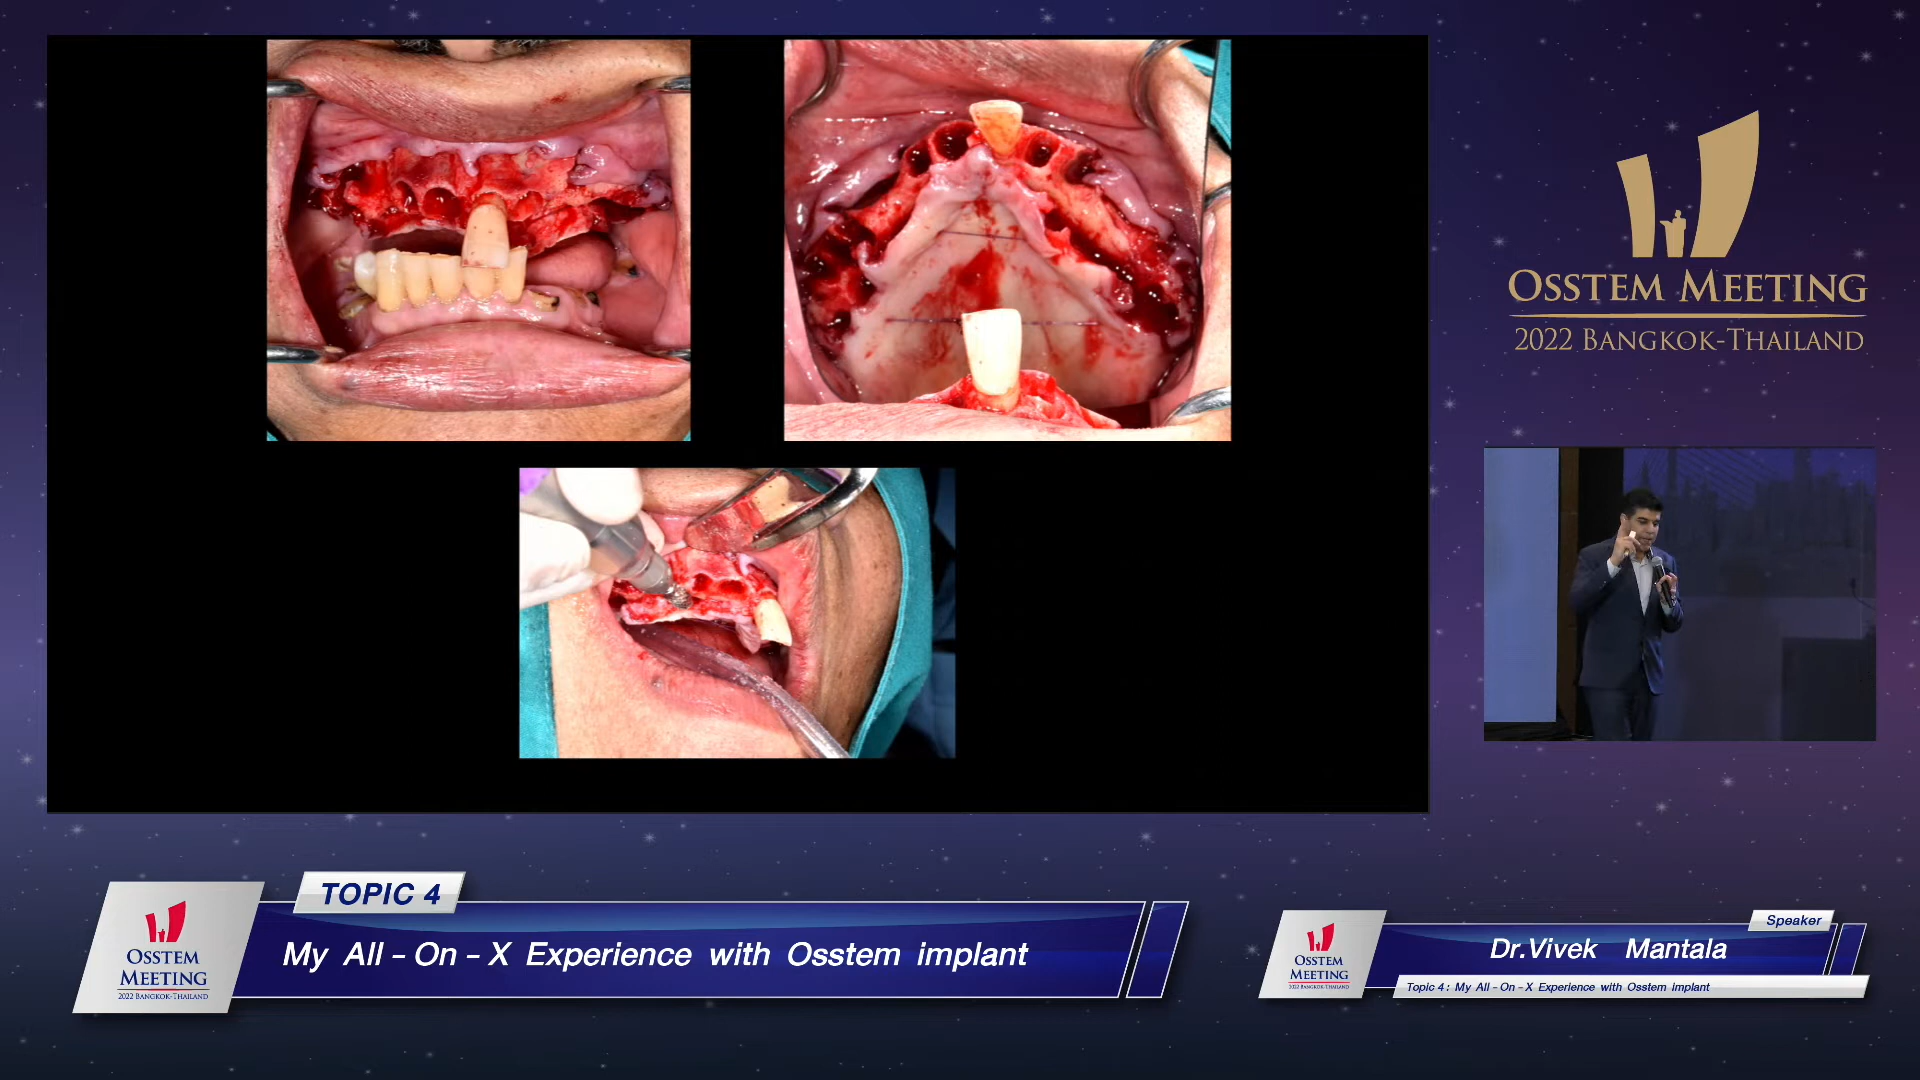 OSSTEM MEETING
2022 BANGKOK-THAILAND
TOPIC 4
My All - On - X Experience with Osstem implant
OSSTEM
MEETING
2022 BANGKOK-THAILAND
Speaker
Dr.Vivek Mantala
Topic 4 : My All - On - X Experience with Osstem implant
OSSTEM
MEETING
2022 BANGKOK-THAILAND